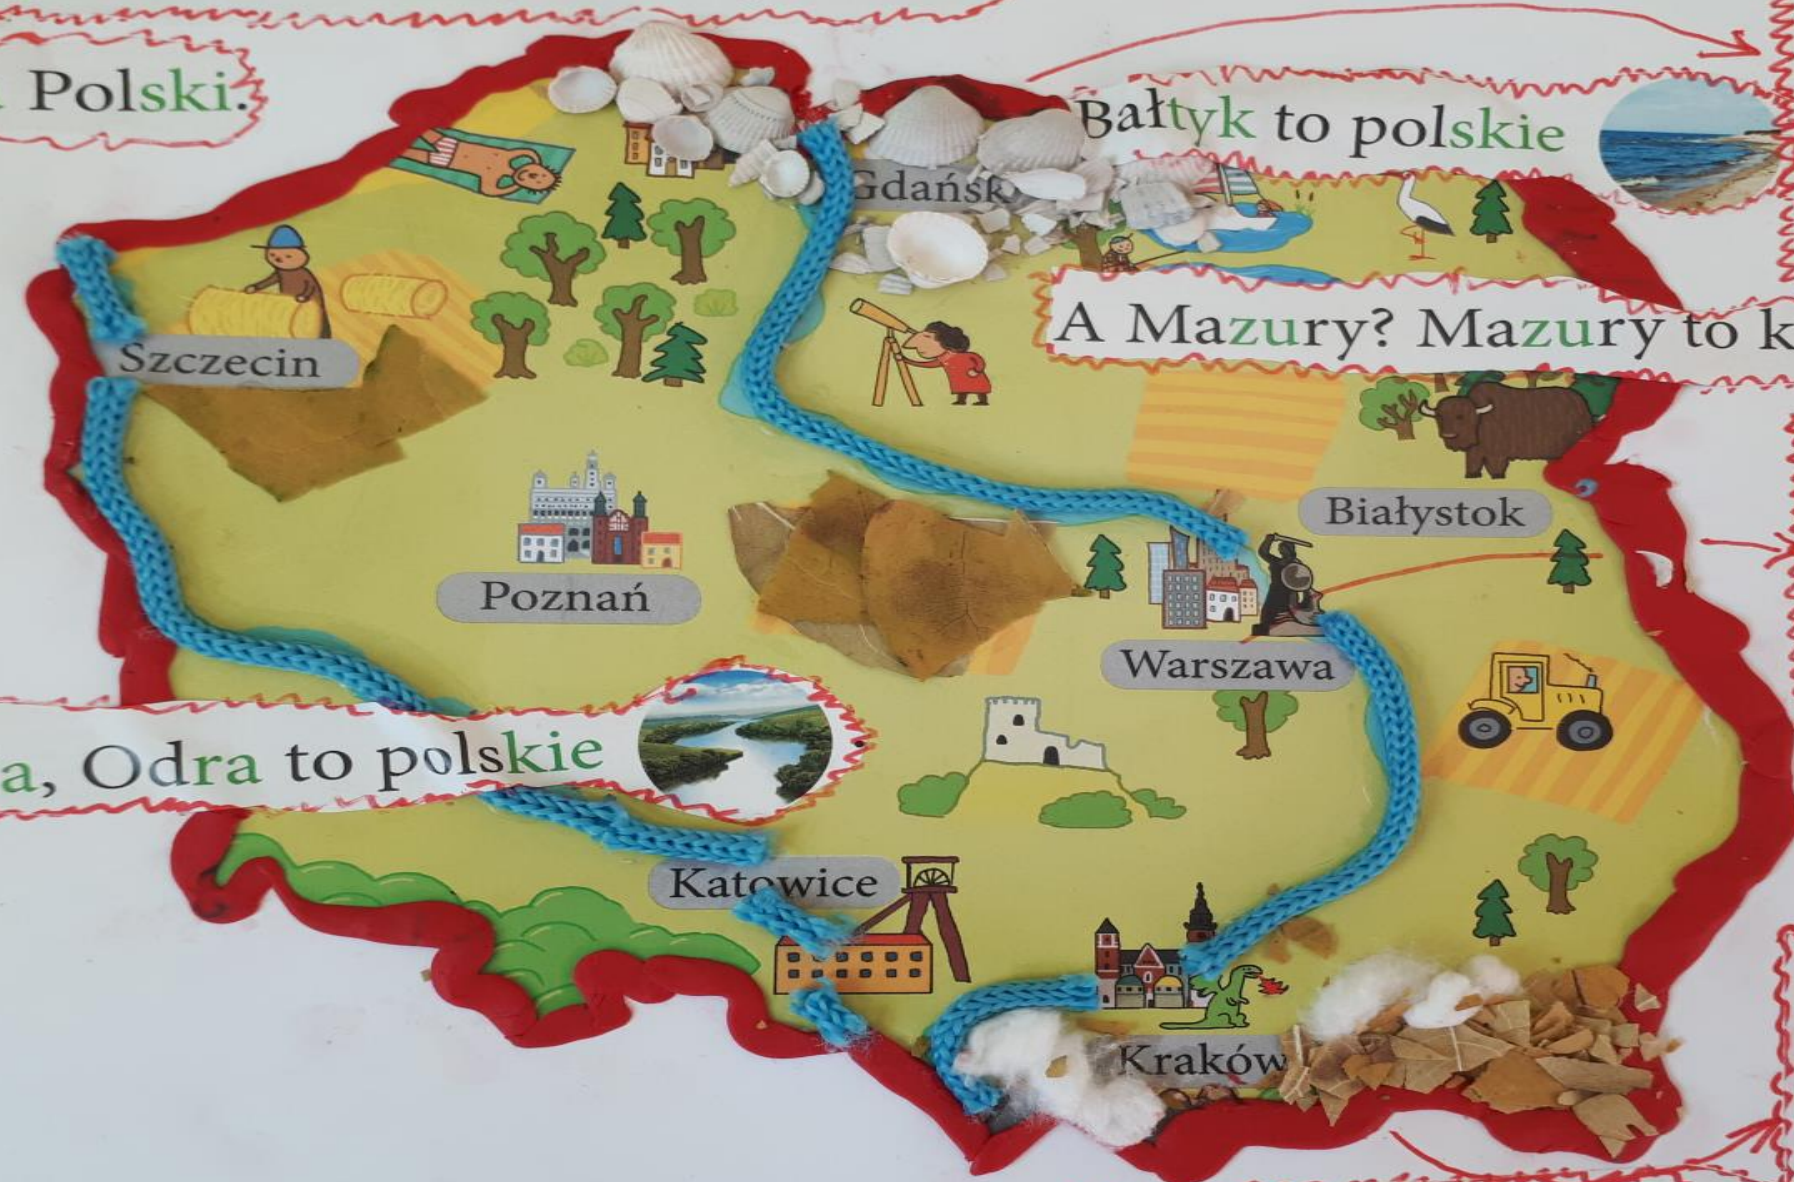 Polski.
Bałtyk to polskie
Gdańsk
A Mazury? Mazury to k
Szczecin
Białystok
Poznań
Warszawa
a, Odra to polskie
Katowice
Kraków